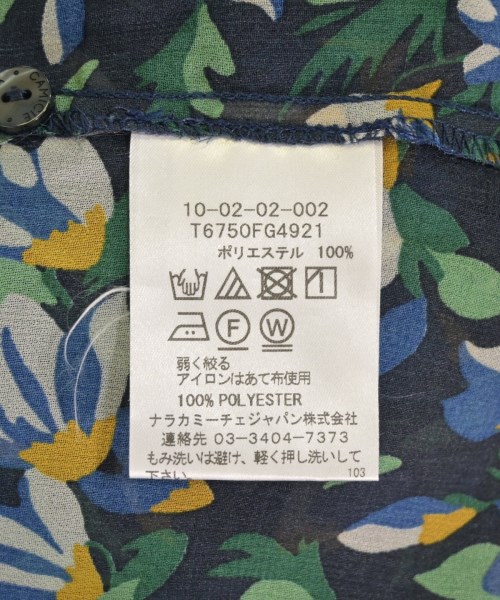 CAMICIE
10-02-02-002
T6750FG4921
ポリエステル 100%
F W
弱く絞る
アイロンはあて布使用
100% POLYESTER
ナラカミーチェジャパン株式会社
連絡先 03-3404-7373
もみ洗いは避け、軽く押し洗いして
下さい。
103